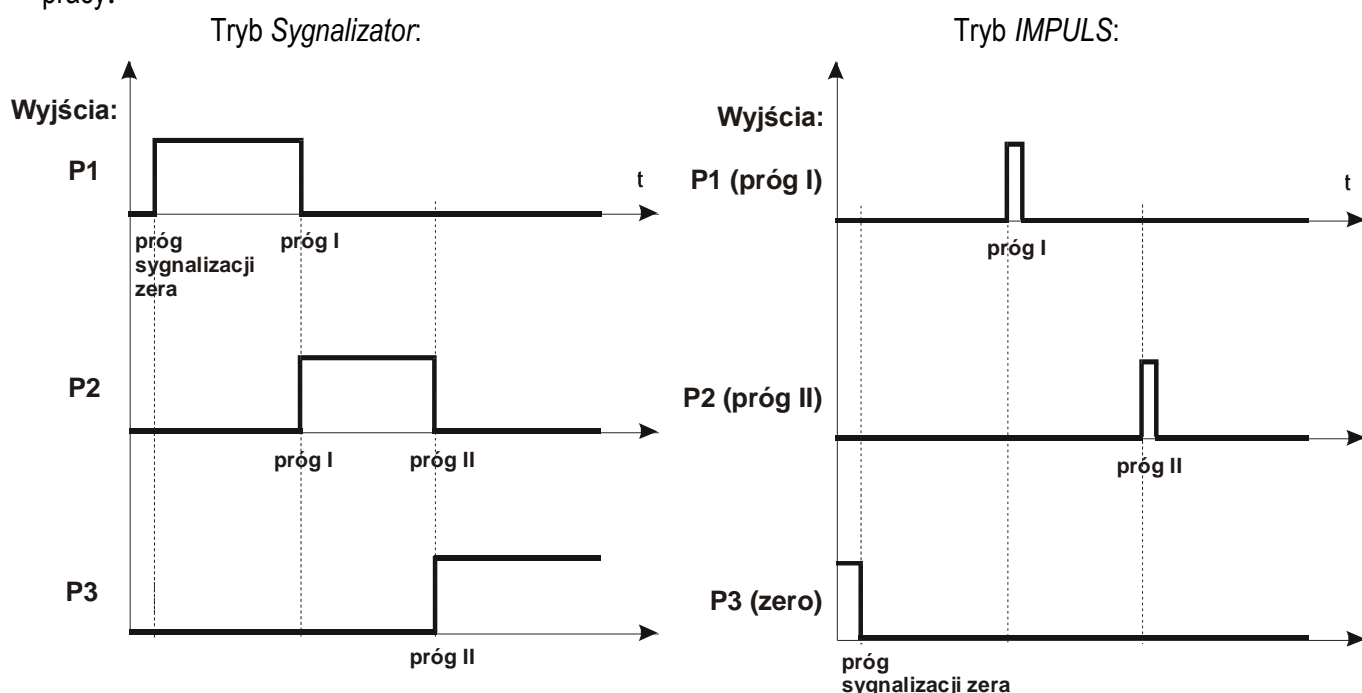 pracy:
Tryb Sygnalizator:
Wyjścia:
P1
t
próg
sygnalizacji
zera
próg I
P2
próg I
próg II
P3
próg II
Tryb IMPULS:
Wyjścia:
P1 (próg I)
t
próg I
P2 (próg II)
próg II
P3 (zero)
próg
sygnalizacji zera